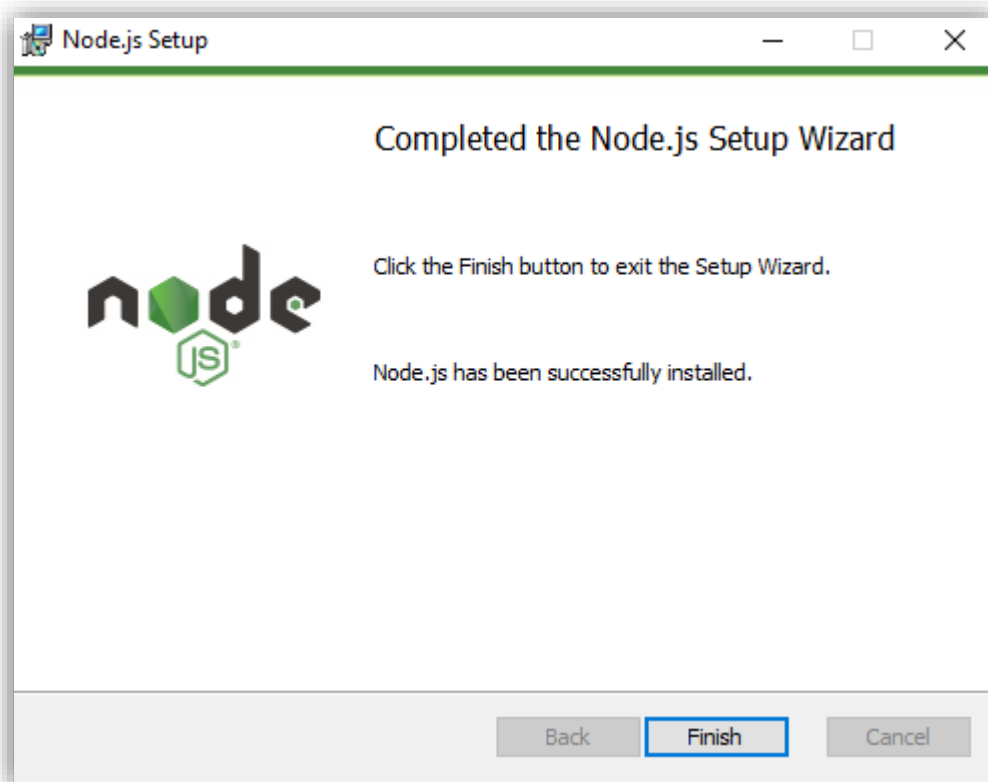 Node.js Setup
Completed the Node.js Setup Wizard
Click the Finish button to exit the Setup Wizard.
node
JS®
Node.js has been successfully installed.
Back Finish Cancel